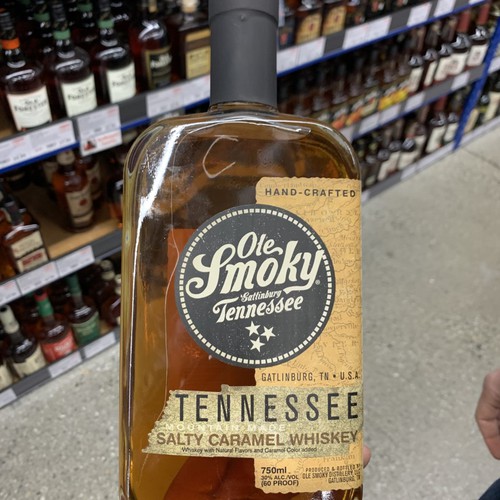 HAND-CRAFTED
Ole
Smoky®
Gatlinburg
Tennessee
GATLINBURG, TN • U.S.A.
TENNESSEE
MOUNTAIN MADE
SALTY CARAMEL WHISKEY
Whiskey with Natural Flavors and Caramel Color added
750ml
30% ALC./VOL
(60 PROOF)
PRODUCED & BOTTLED
OLE SMOKY DISTILLERY,
GATLINBURG,